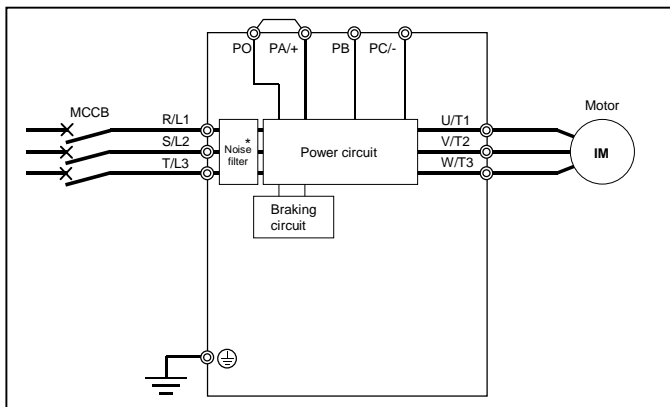 PO PA/+ PB PC/-
MCCB
Motor
R/L1
U/T1
S/L2
V/T2
T/L3
W/T3
*
Noise
filter
Power circuit
IM
Braking
circuit